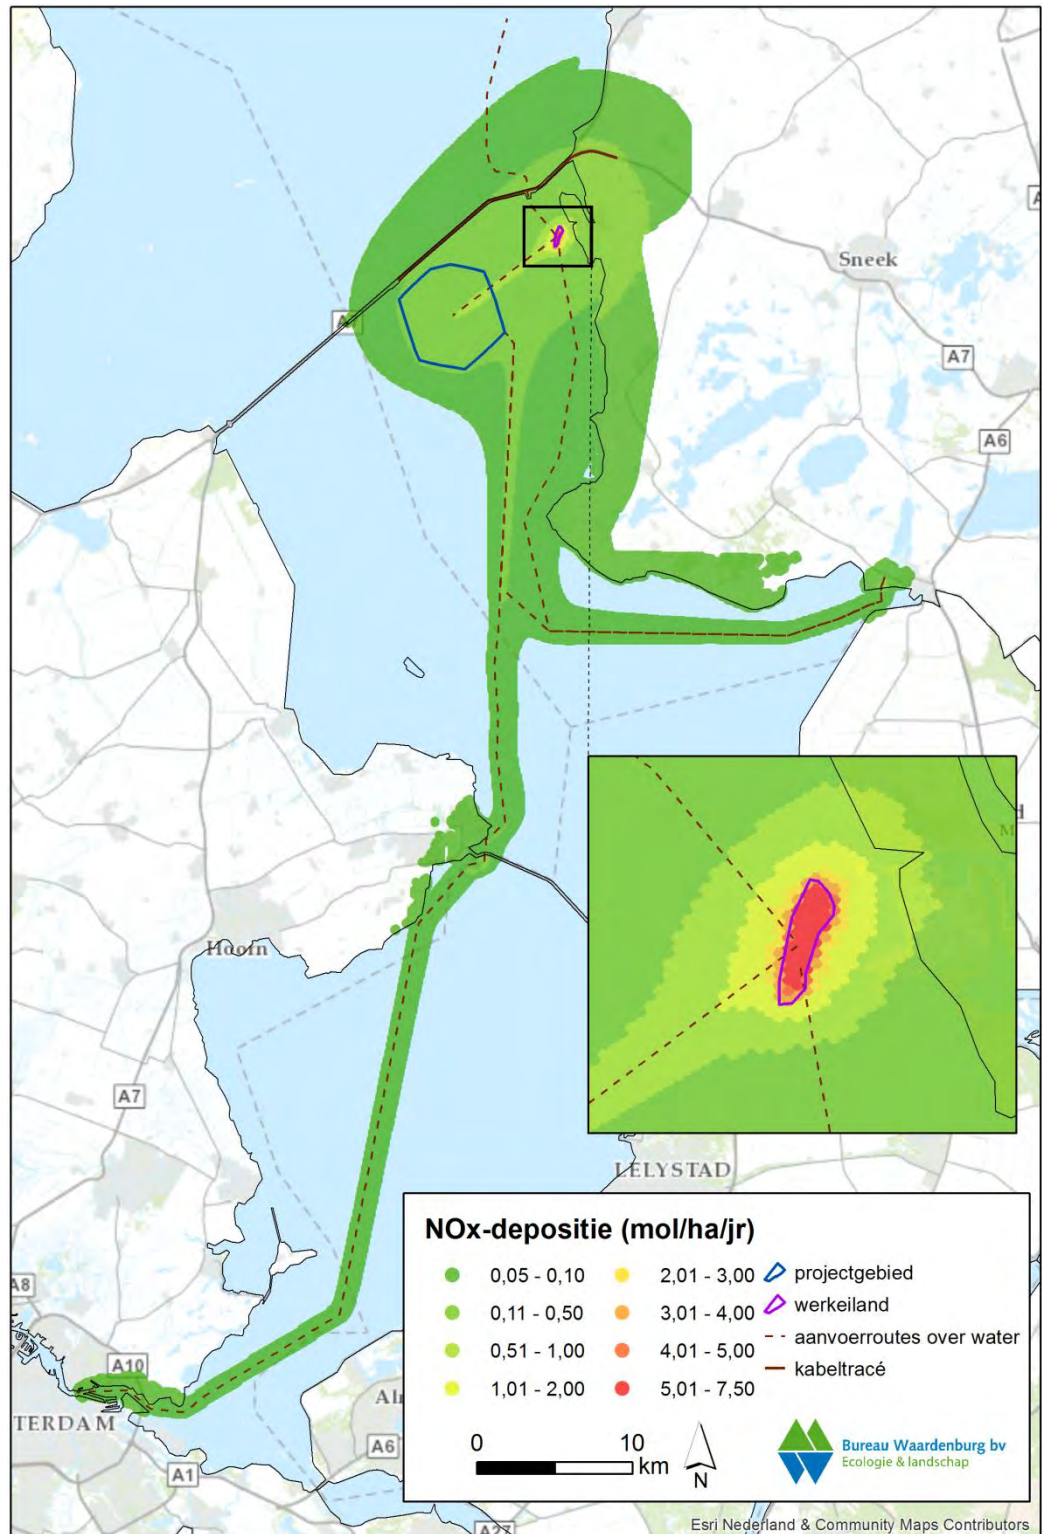 Sneek
A7
A6
Hoorn
A7
LELYSTAD
NOx-depositie (mol/ha/jr)
0,05 - 0,10
0,11 - 0,50
0,51 - 1,00
1,01 - 2,00
2,01 - 3,00
3,01 - 4,00
4,01 - 5,00
5,01 - 7,50
projectgebied
werkeiland
aanvoerroutes over water
kabeltracé
A8
A10
TERDAM
Al
A6
A1
0 10
km
N
Bureau Waardenburg bv
Ecologie & landschap
A27
Esri Nederland & Community Maps Contributors